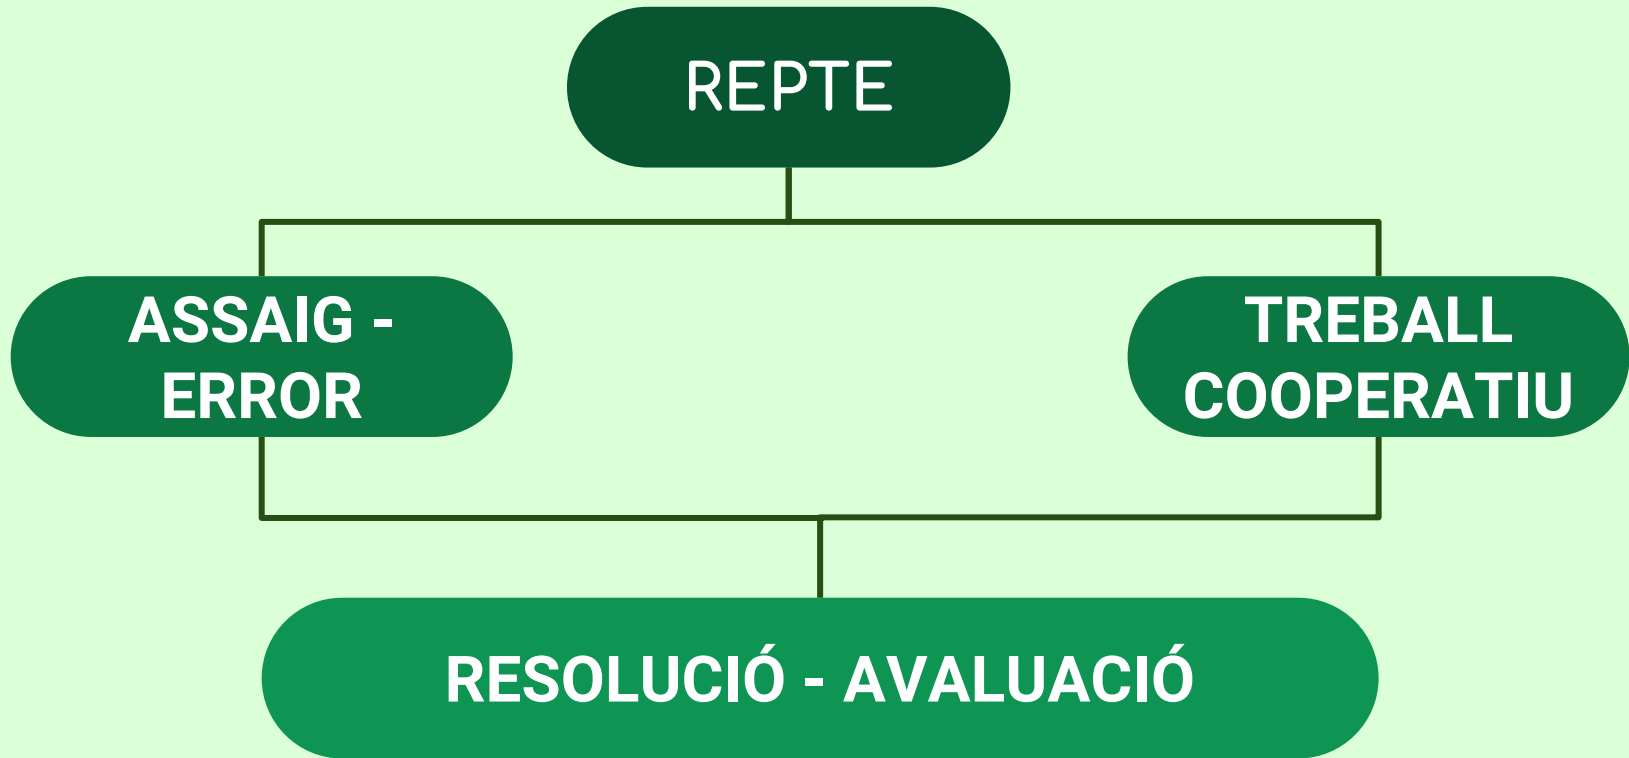 REPTE
ASSAIG -
ERROR
TREBALL
COOPERATIU
RESOLUCIÓ - AVALUACIÓ